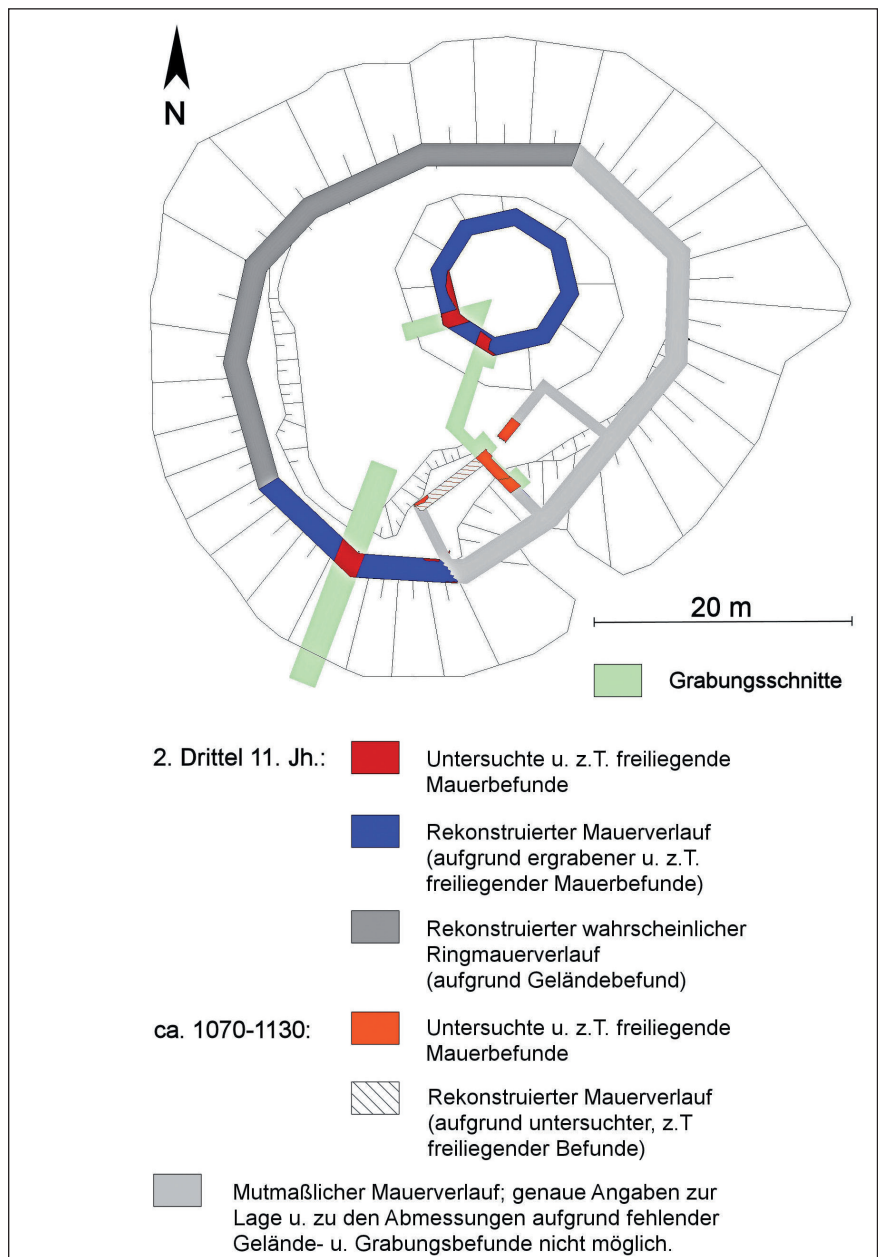 N
20 m
Grabungsschnitte
2. Drittel 11. Jh.:
Untersuchte u. z.T. freiliegende
Mauerbefunde
Rekonstruierter Mauerverlauf
(aufgrund ergrabener u. z.T.
freiliegender Mauerbefunde)
Rekonstruierter wahrscheinlicher
Ringmauerverlauf
(aufgrund Geländebefund)
ca. 1070-1130:
Untersuchte u. z.T. freiliegende
Mauerbefunde
Rekonstruierter Mauerverlauf
(aufgrund untersuchter, z.T
freiliegender Befunde)
Mutmaßlicher Mauerverlauf; genaue Angaben zur
Lage u. zu den Abmessungen aufgrund fehlender
Gelände- u. Grabungsbefunde nicht möglich.